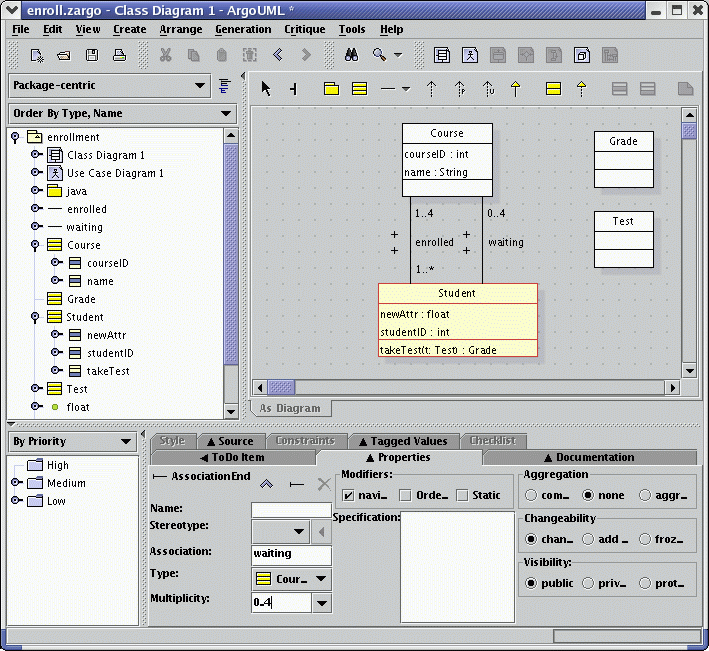 enroll.zargo - Class Diagram 1 - ArgoUML *
File Edit View Create Arrange Generation Critique Tools Help
Package-centric
Order By Type, Name
enrollment
Class Diagram 1
Use Case Diagram 1
java
enrolled
waiting
Course
courseID
name
Grade
Student
newAttr
studentID
takeTest
Test
float
Course
courseID : int
name : String
Grade
Test
1..4
0..4
+ +
enrolled
waiting
+ +
1..*
Student
newAttr : float
studentID : int
takeTest(t: Test) : Grade
As Diagram
By Priority
High
Medium
Low
Style ▲ Source Constraints ▲ Tagged Values Checklist
◀ ToDo Item ▲ Properties ▲ Documentation
AssociationEnd
Name:
Stereotype:
Association: waiting
Type: Cour...
Multiplicity: 0..4
Modifiers:
navi... Orde... Static
Specification:
Aggregation
com... none aggr...
Changeability
chan... add ... froz...
Visibility:
public priv... prot...